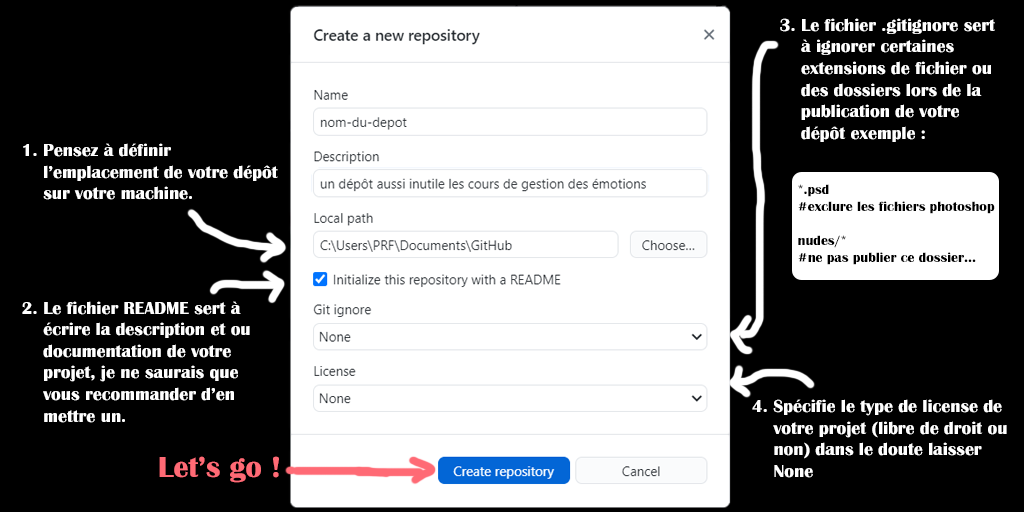 Create a new repository
Name
nom-du-depot
Description
un dépôt aussi inutile les cours de gestion des émotions
Local path
C:\Users\PRF\Documents\GitHub
Choose...
Initialize this repository with a README
Git ignore
None
License
None
Create repository
Cancel
1. Pensez à définir
l'emplacement de votre dépôt
sur votre machine.
2. Le fichier README sert à
écrire la description et ou
documentation de votre
projet, je ne saurais que
vous recommander d'en
mettre un.
3. Le fichier .gitignore sert
à ignorer certaines
extensions de fichier ou
des dossiers lors de la
publication de votre
dépôt exemple :
*.psd
#exclure les fichiers photoshop
nudes/*
#ne pas publier ce dossier...
4. Spécifie le type de license de
votre projet (libre de droit ou
non) dans le doute laisser
None
Let's go !